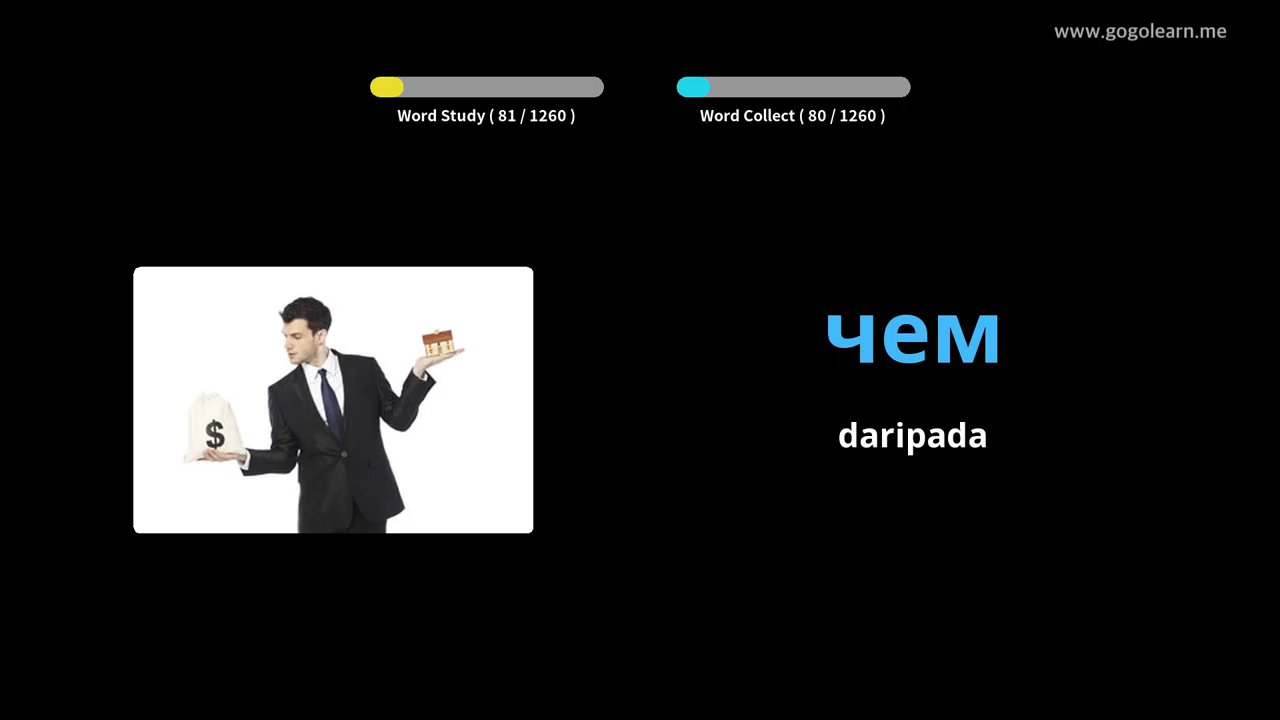 www.gogolearn.me
Word Study ( 81 / 1260 )
Word Collect ( 80 / 1260 )
$
чем
daripada